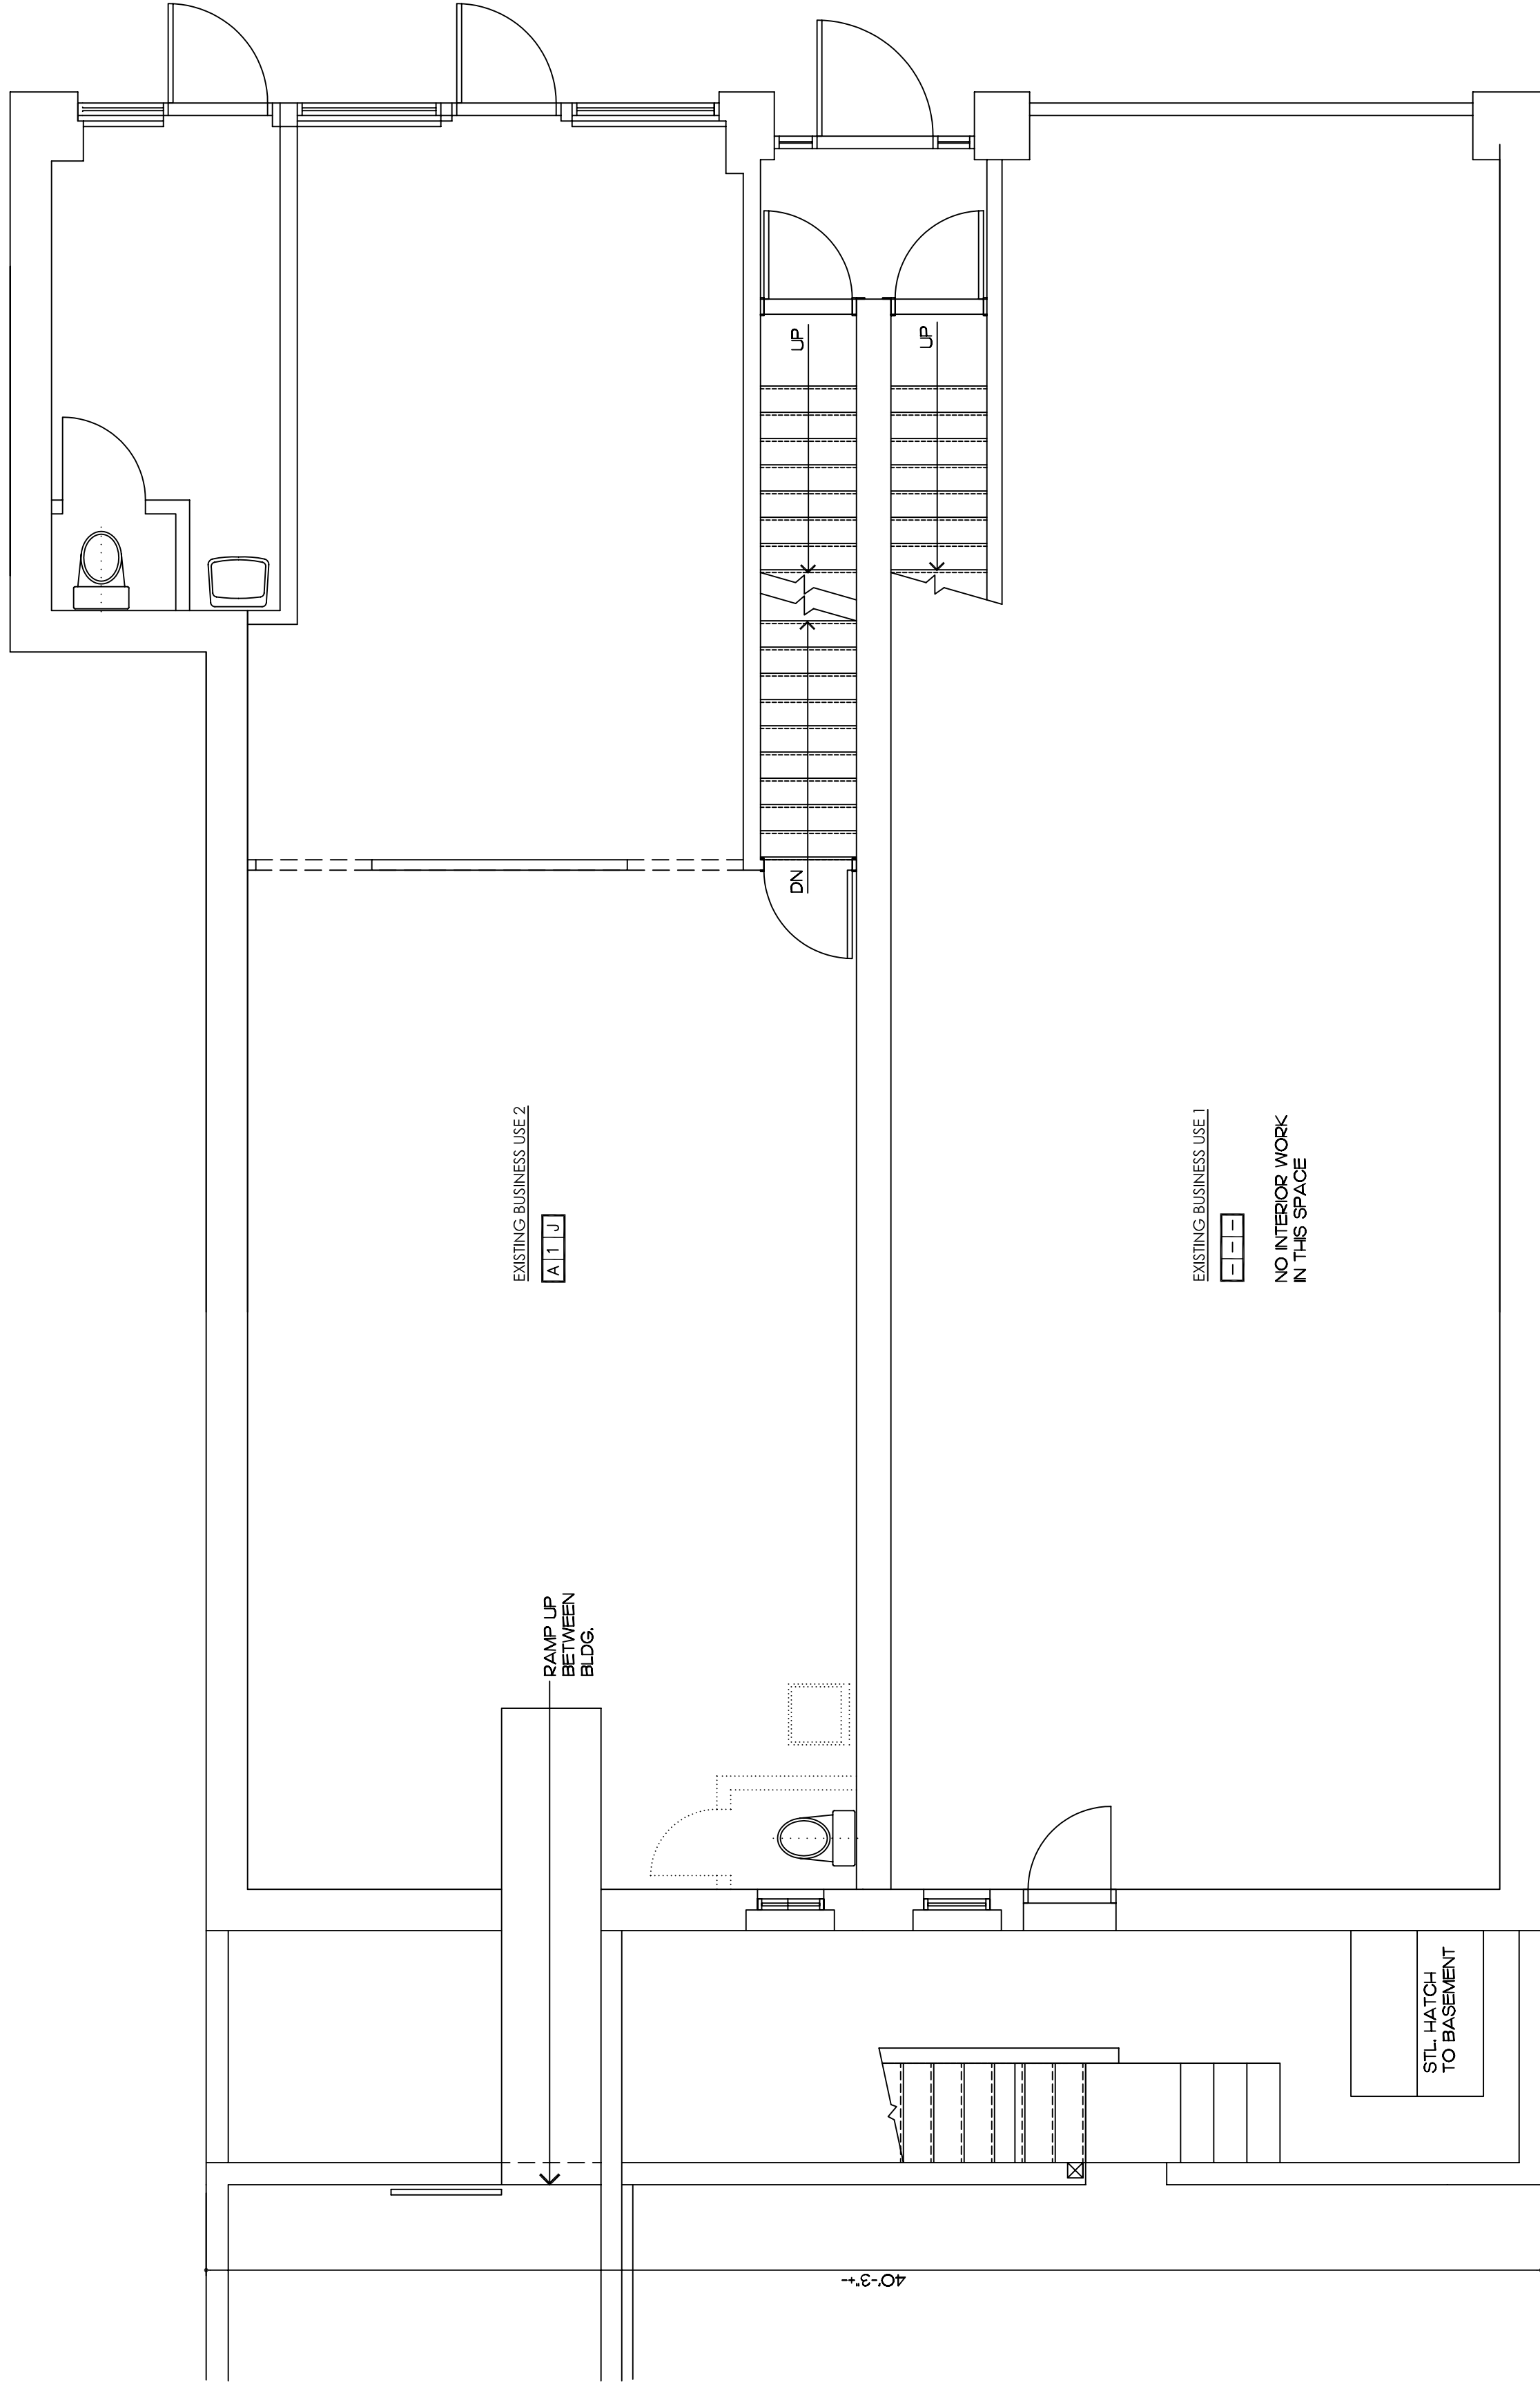 UP
UP
DN
EXISTING BUSINESS USE 2
A 1 J
EXISTING BUSINESS USE 1
- - -
NO INTERIOR WORK
IN THIS SPACE
RAMP UP
BETWEEN
BLDG.
STL. HATCH
TO BASEMENT
40'-3"+-